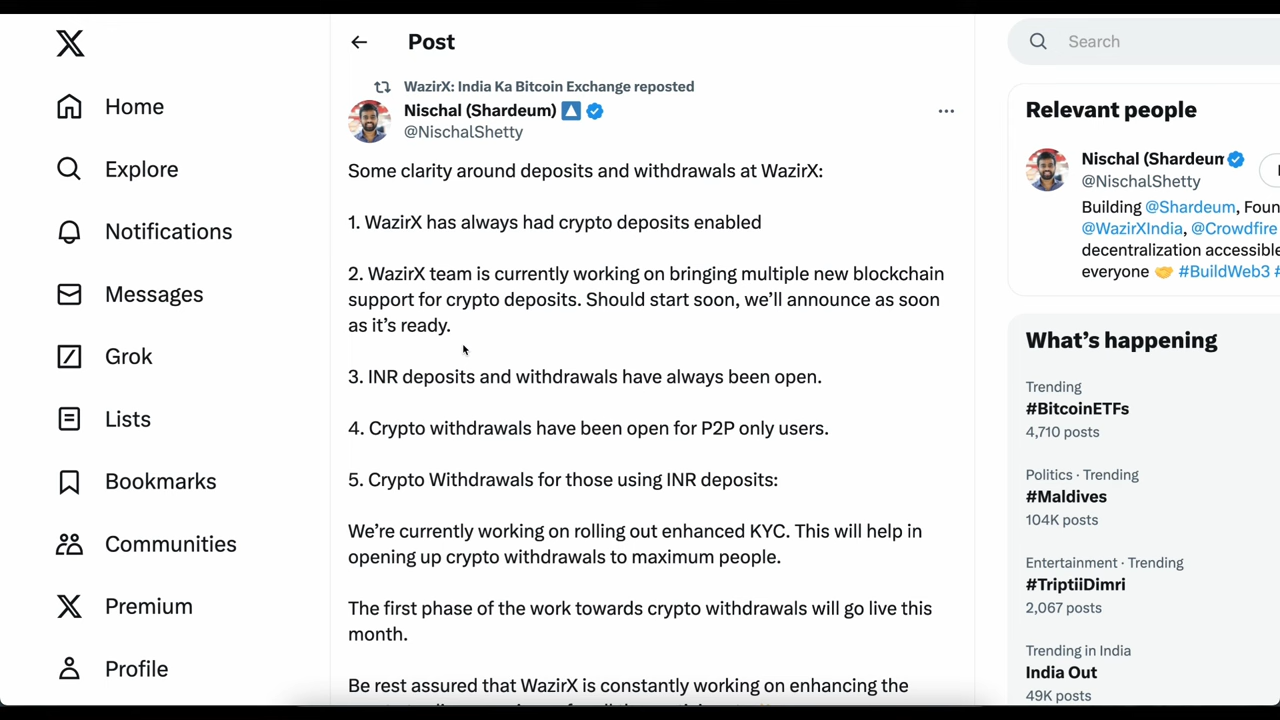 Home
Explore
Notifications
Messages
Grok
Lists
Bookmarks
Communities
Premium
Profile
Post
WazirX: India Ka Bitcoin Exchange reposted
Nischal (Shardeum)
@NischalShetty
Some clarity around deposits and withdrawals at WazirX:
1. WazirX has always had crypto deposits enabled
2. WazirX team is currently working on bringing multiple new blockchain
support for crypto deposits. Should start soon, we’ll announce as soon
as it’s ready.
3. INR deposits and withdrawals have always been open.
4. Crypto withdrawals have been open for P2P only users.
5. Crypto Withdrawals for those using INR deposits:
We’re currently working on rolling out enhanced KYC. This will help in
opening up crypto withdrawals to maximum people.
The first phase of the work towards crypto withdrawals will go live this
month.
Be rest assured that WazirX is constantly working on enhancing the
Search
Relevant people
Nischal (Shardeum
@NischalShetty
Building @Shardeum, Foun
@WazirXIndia, @Crowdfire
decentralization accessible
everyone 🤝 #BuildWeb3 #
What’s happening
Trending
#BitcoinETFs
4,710 posts
Politics · Trending
#Maldives
104K posts
Entertainment · Trending
#TriptiiDimri
2,067 posts
Trending in India
India Out
49K posts